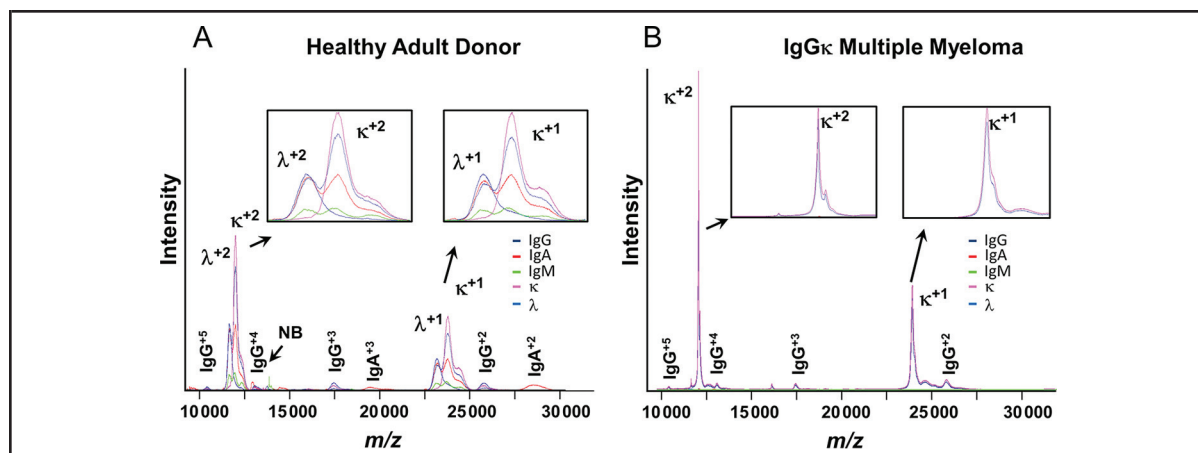 A
Healthy Adult Donor
Intensity
λ+2
κ+2
λ+1
κ+1
κ+2
λ+2
IgG
IgA
IgM
κ
λ
κ+1
λ+1
NB
IgG+5
IgG+4
IgG+3
IgA+3
IgG+2
IgA+2
10000 15000 20000 25000 30000
m/z
B
IgGκ Multiple Myeloma
Intensity
κ+2
κ+2
κ+1
IgG
IgA
IgM
κ
λ
κ+1
IgG+5
IgG+4
IgG+3
IgG+2
10000 15000 20000 25000 30000
m/z